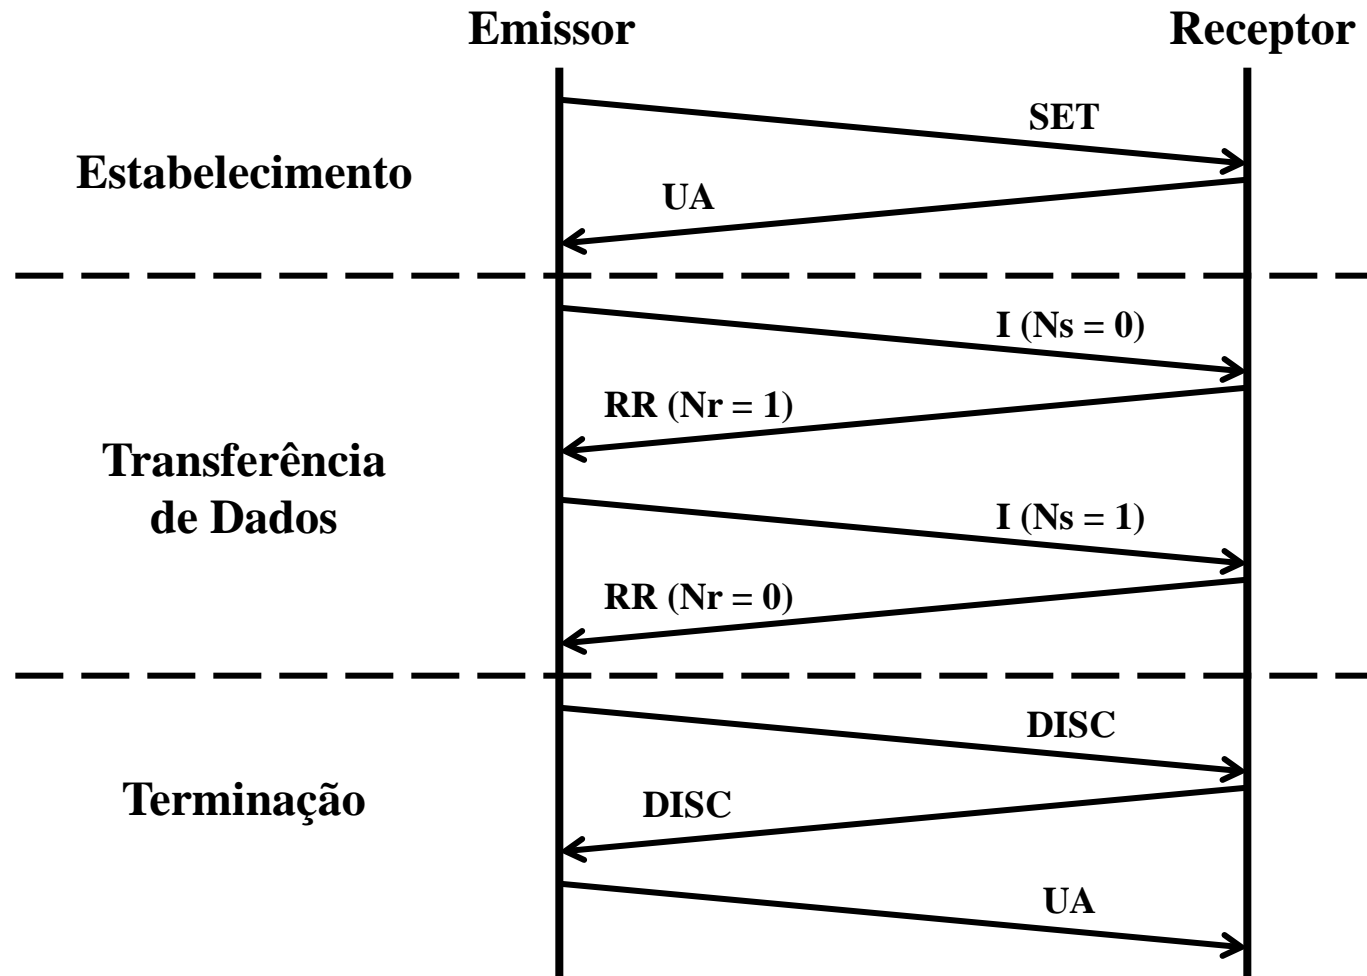 Emissor
Receptor
SET
Estabelecimento
UA
I (Ns = 0)
RR (Nr = 1)
Transferência
de Dados
I (Ns = 1)
RR (Nr = 0)
DISC
Terminação
DISC
UA